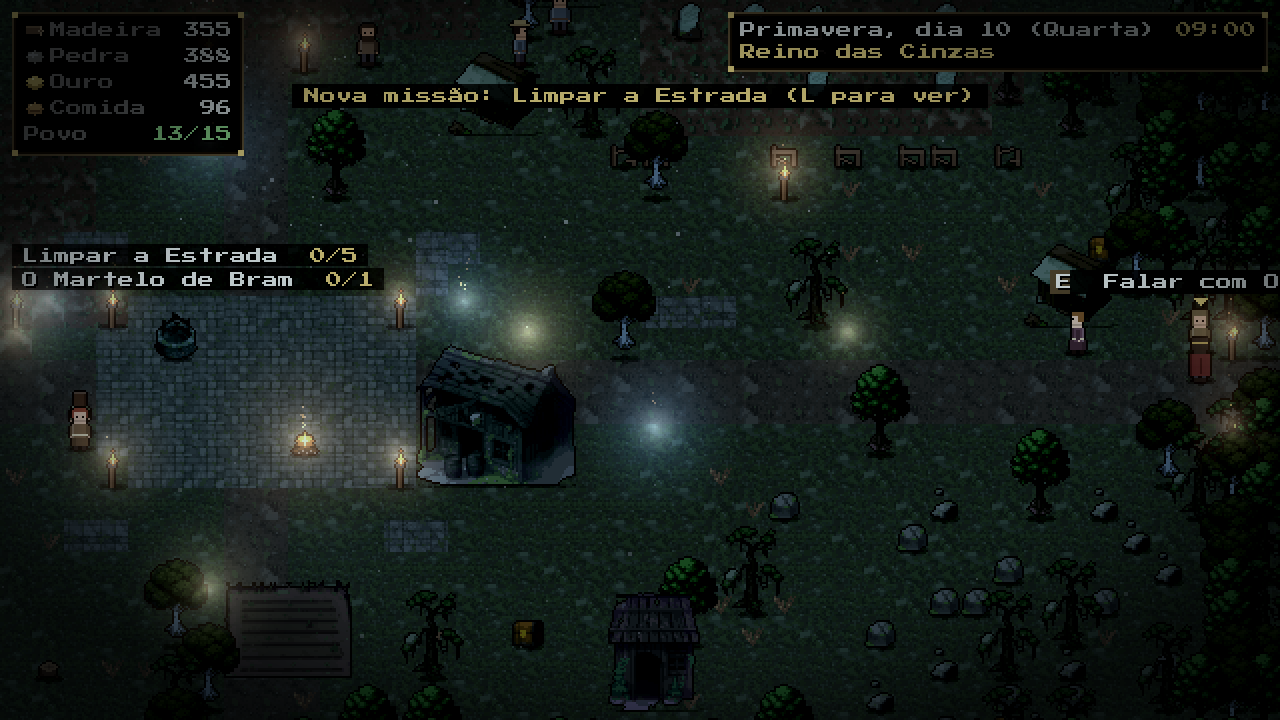 Madeira 355
Pedra 388
Ouro 455
Comida 96
Povo 13/15
Primavera, dia 10 (Quarta) 09:00
Reino das Cinzas
Nova missão: Limpar a Estrada (L para ver)
Limpar a Estrada 0/5
O Martelo de Bram 0/1
E Falar com O